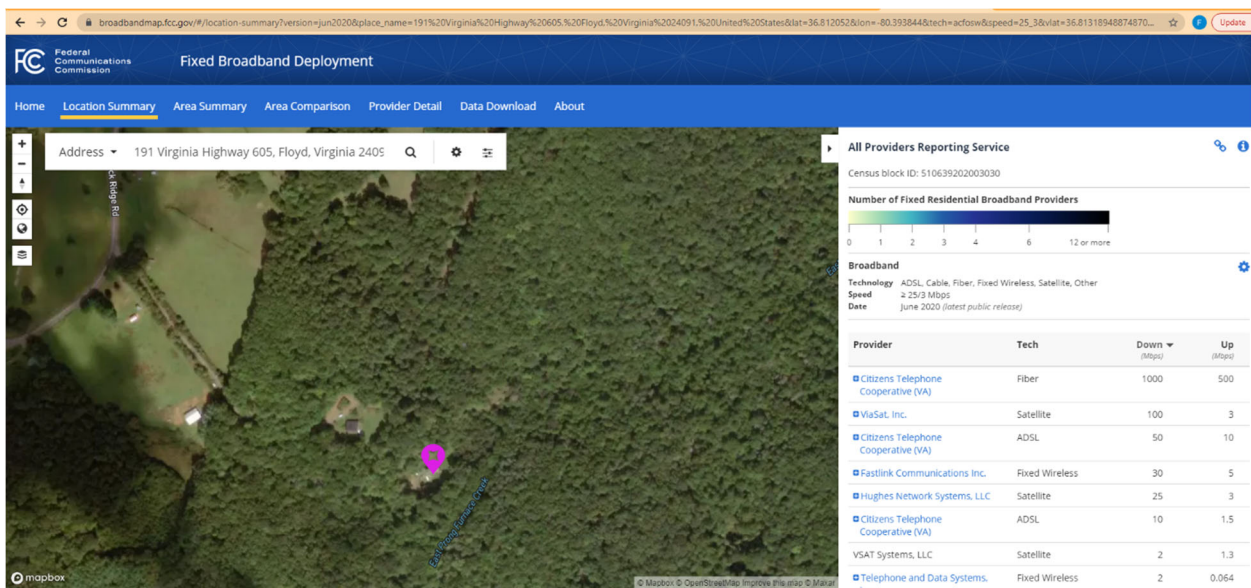 broadbandmap.fcc.gov/#/location-summary?version=jun2020&place_name=191%20Virginia%20Highway%20605,%20Floyd,%20Virginia%2024091,%20United%20States&lat=36.812052&lon=-80.393844&tech=acfosw&speed=25_3&vlat=36.81318948874870...
F
Update
FCC
Federal
Communications
Commission
Fixed Broadband Deployment
Home Location Summary Area Summary Area Comparison Provider Detail Data Download About
Address 191 Virginia Highway 605, Floyd, Virginia 2409
ck Ridge Rd
East
East Prong Furnace Creek
mapbox
© Mapbox © OpenStreetMap Improve this map © Maxar
All Providers Reporting Service
Census block ID: 510639202003030
Number of Fixed Residential Broadband Providers
0 1 2 3 4 6 12 or more
Broadband
Technology ADSL, Cable, Fiber, Fixed Wireless, Satellite, Other
Speed ≥ 25/3 Mbps
Date June 2020 (latest public release)
Provider Tech Down Up
(Mbps) (Mbps)
Citizens Telephone Fiber 1000 500
Cooperative (VA)
ViaSat, Inc. Satellite 100 3
Citizens Telephone ADSL 50 10
Cooperative (VA)
Fastlink Communications Inc. Fixed Wireless 30 5
Hughes Network Systems, LLC Satellite 25 3
Citizens Telephone ADSL 10 1.5
Cooperative (VA)
VSAT Systems, LLC Satellite 2 1.3
Telephone and Data Systems, Fixed Wireless 2 0.064